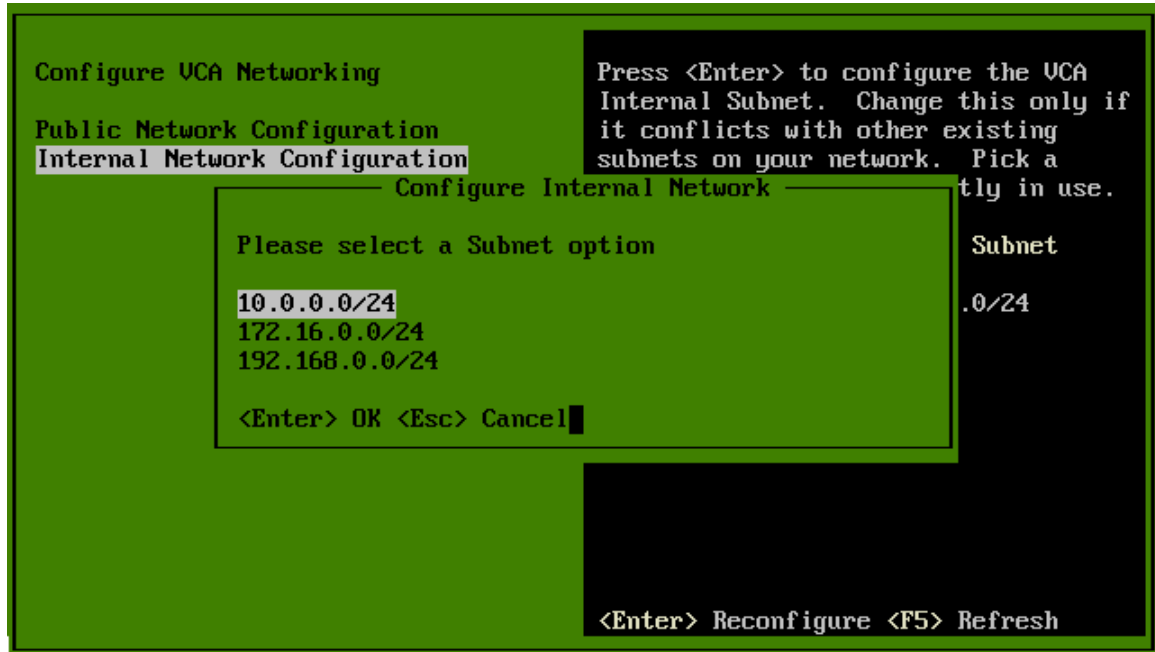 Configure VCA Networking
Public Network Configuration
Internal Network Configuration
Press <Enter> to configure the VCA
Internal Subnet.  Change this only if
it conflicts with other existing
subnets on your network.  Pick a
tly in use.
Subnet
.0/24
Configure Internal Network
Please select a Subnet option
10.0.0.0/24
172.16.0.0/24
192.168.0.0/24
<Enter> OK <Esc> Cancel
<Enter> Reconfigure <F5> Refresh